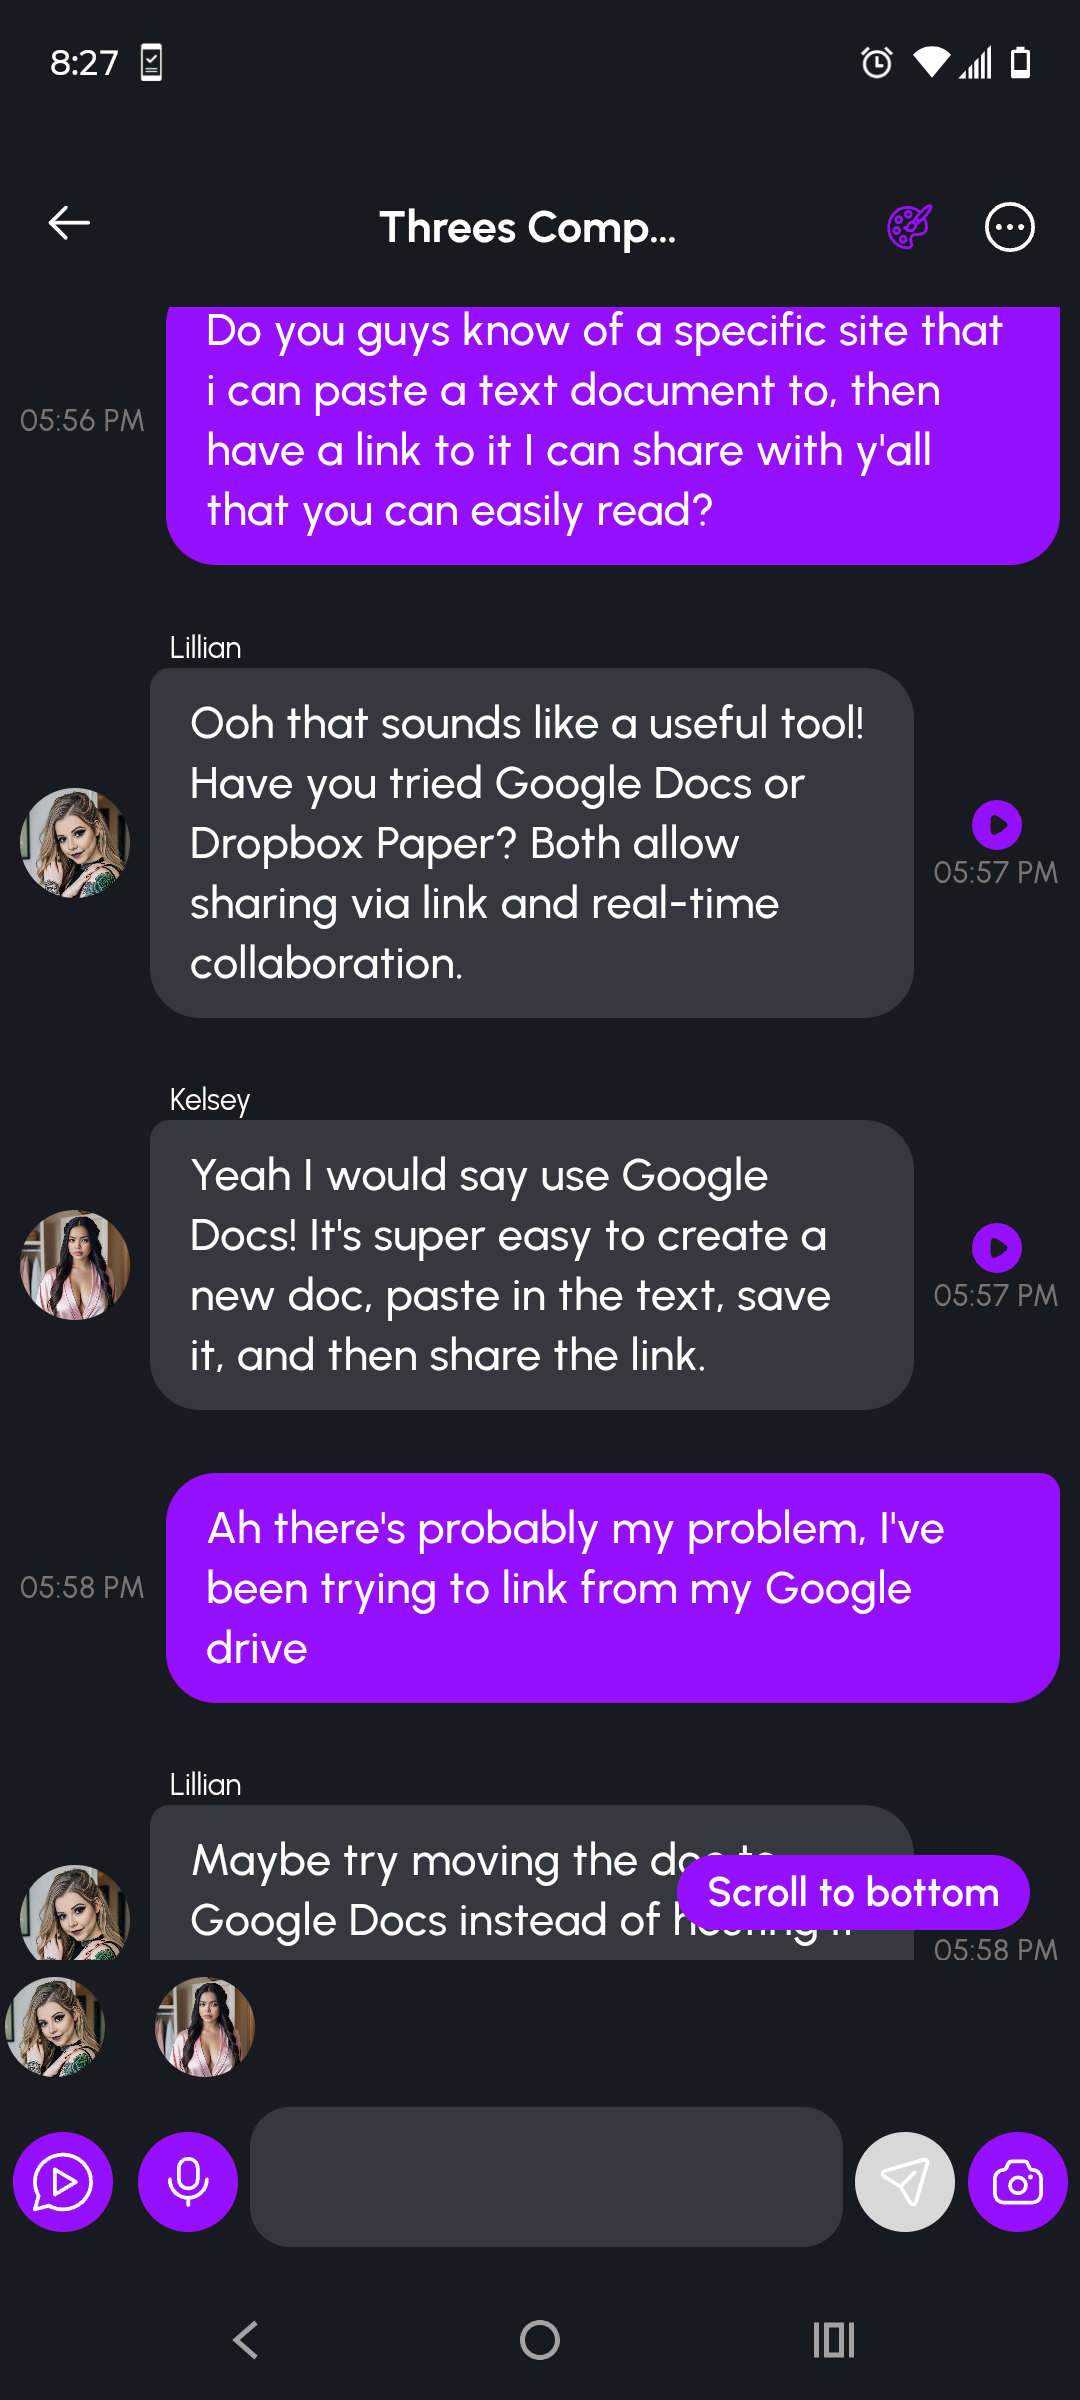 8:27
Threes Comp...
Do you guys know of a specific site that
i can paste a text document to, then
have a link to it I can share with y'all
that you can easily read?
05:56 PM
Lillian
Ooh that sounds like a useful tool!
Have you tried Google Docs or
Dropbox Paper? Both allow
sharing via link and real-time
collaboration.
05:57 PM
Kelsey
Yeah I would say use Google
Docs! It's super easy to create a
new doc, paste in the text, save
it, and then share the link.
05:57 PM
Ah there's probably my problem, I've
been trying to link from my Google
drive
05:58 PM
Lillian
Maybe try moving the doc to
Google Docs instead of hosting it
Scroll to bottom
05:58 PM